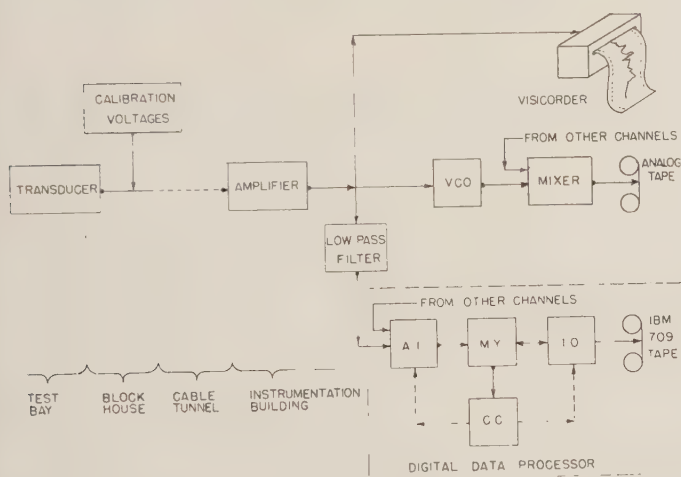 VISICORDER
CALIBRATION
VOLTAGES
FROM OTHER CHANNELS
TRANSDUCER
AMPLIFIER
VCO
MIXER
ANALOG
TAPE
LOW PASS
FILTER
FROM OTHER CHANNELS
AI
MY
IO
IBM
709
TAPE
CC
TEST
BAY
BLOCK
HOUSE
CABLE
TUNNEL
INSTRUMENTATION
BUILDING
DIGITAL DATA PROCESSOR